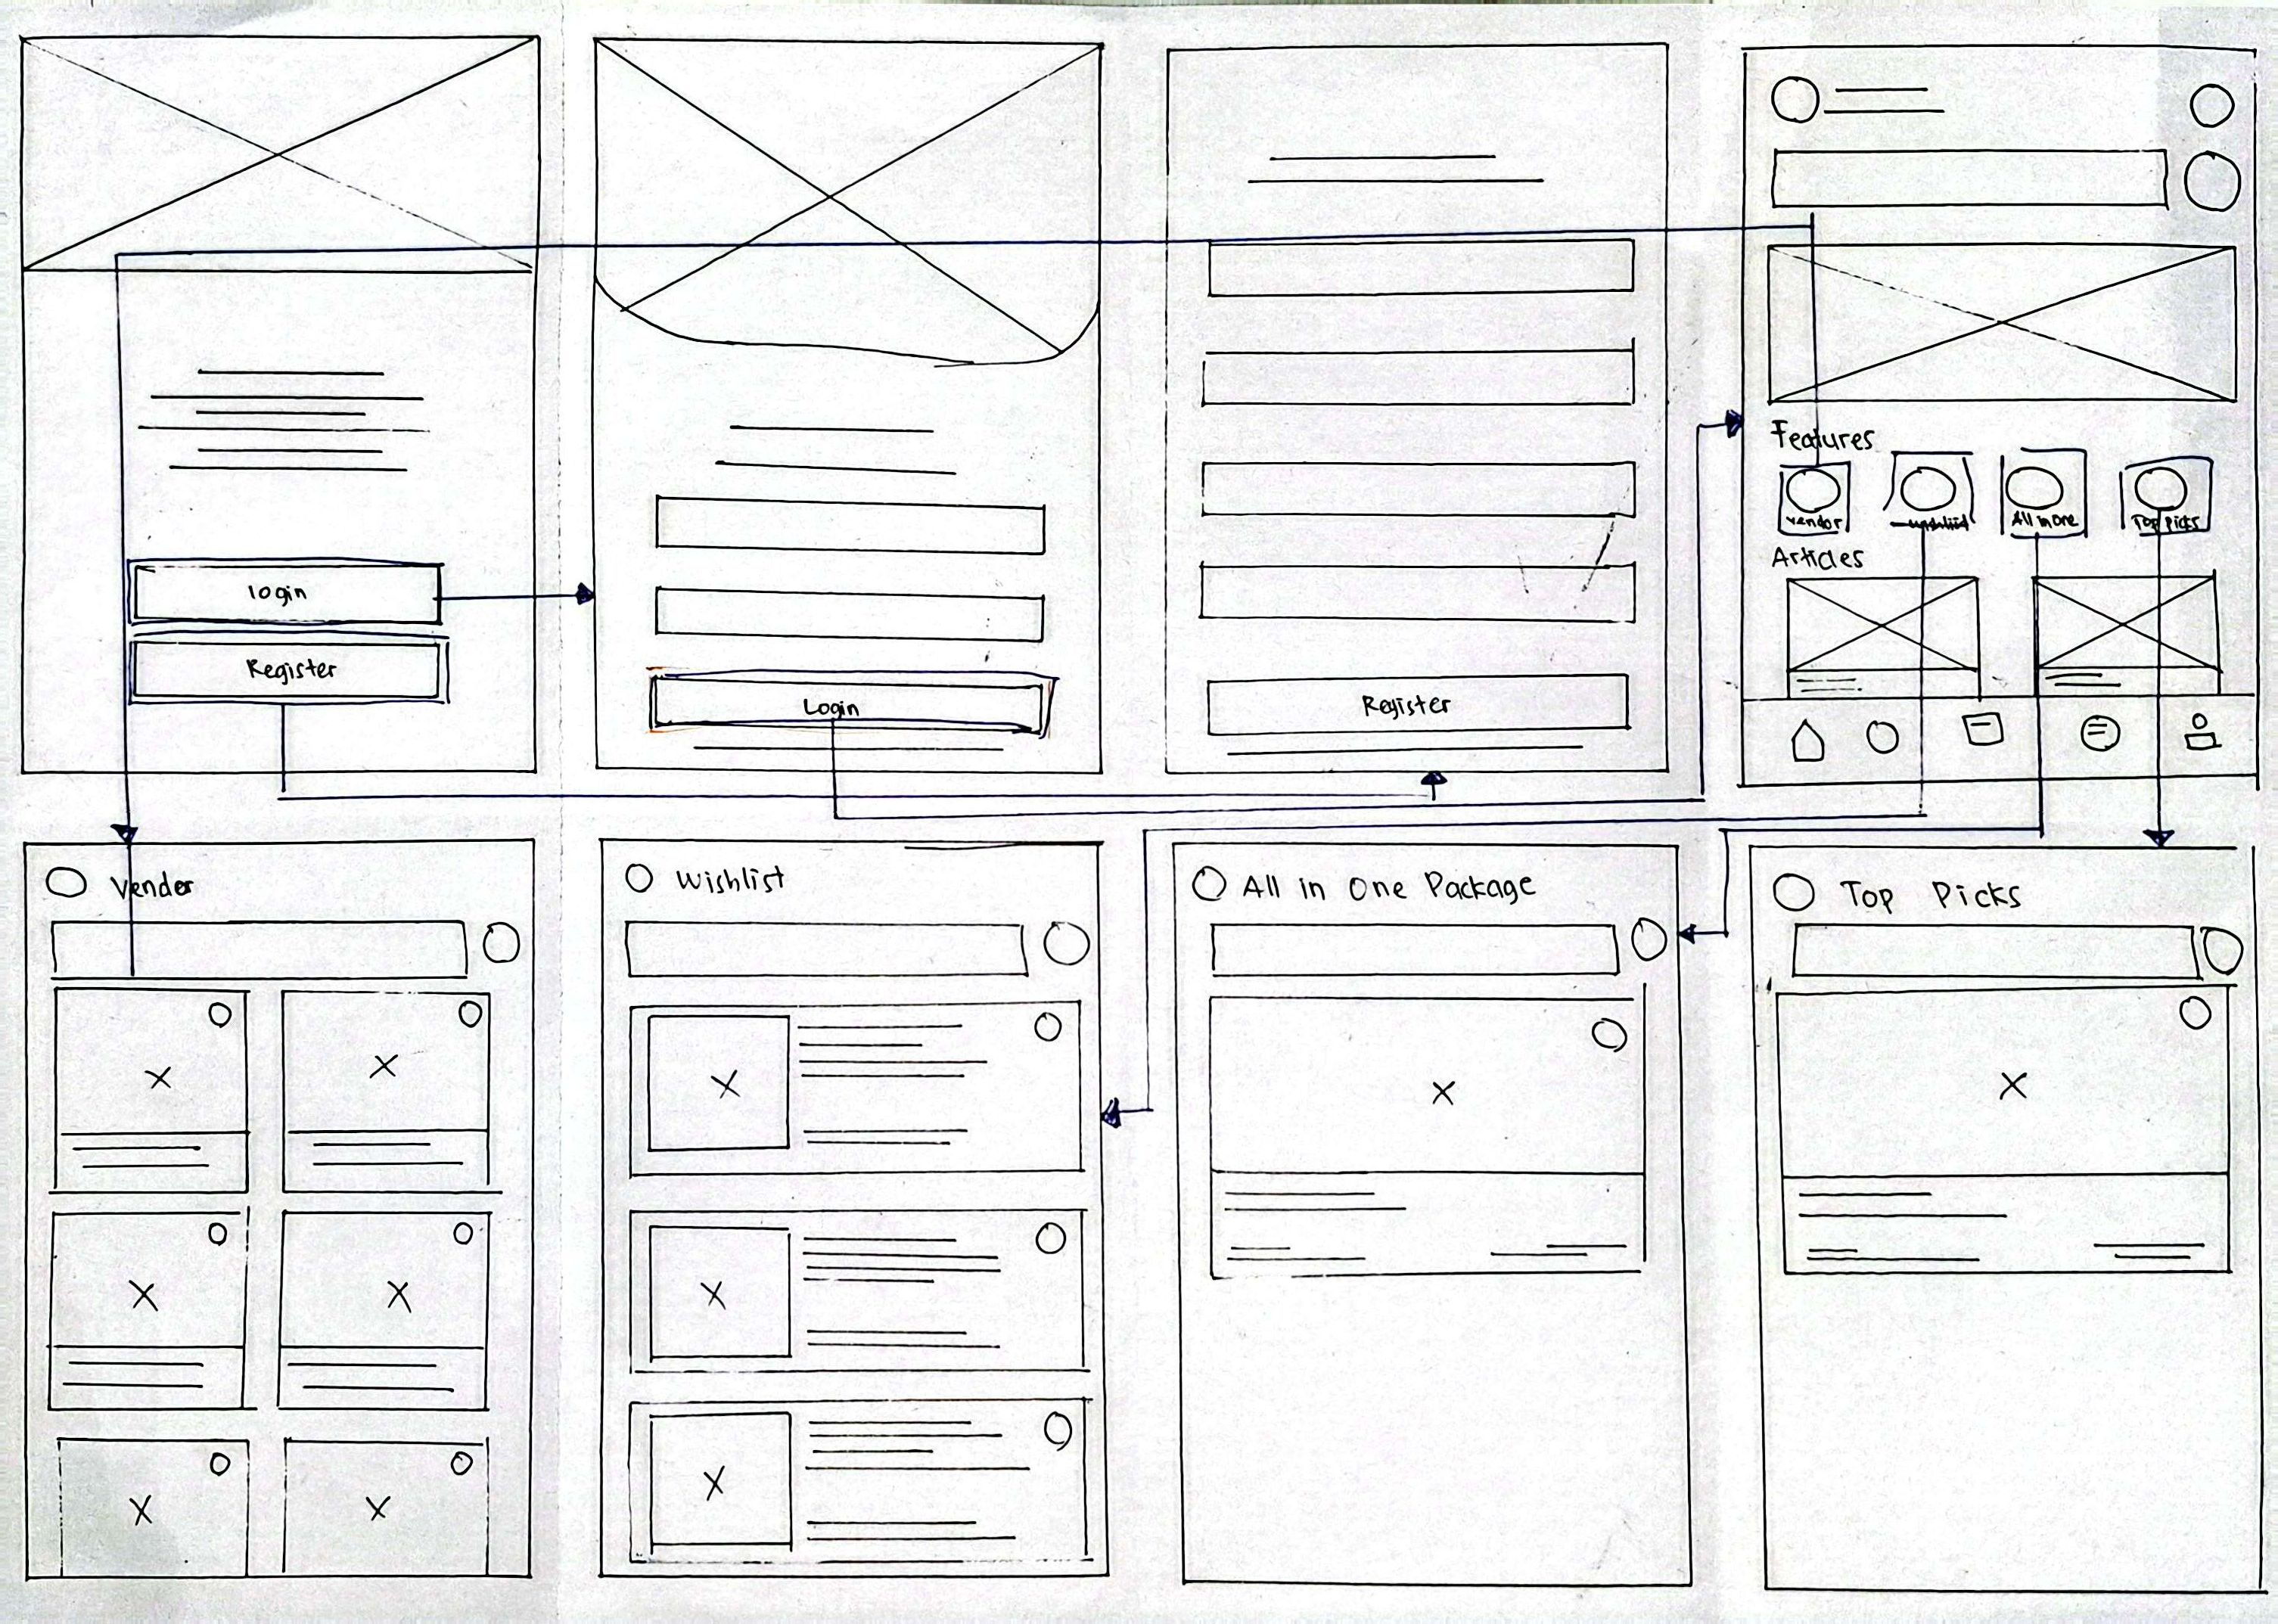 login
Register
Login
Register
Features
vendor
wishlist
All in one
Top picks
Articles
Vendor
Wishlist
All in One Package
Top Picks